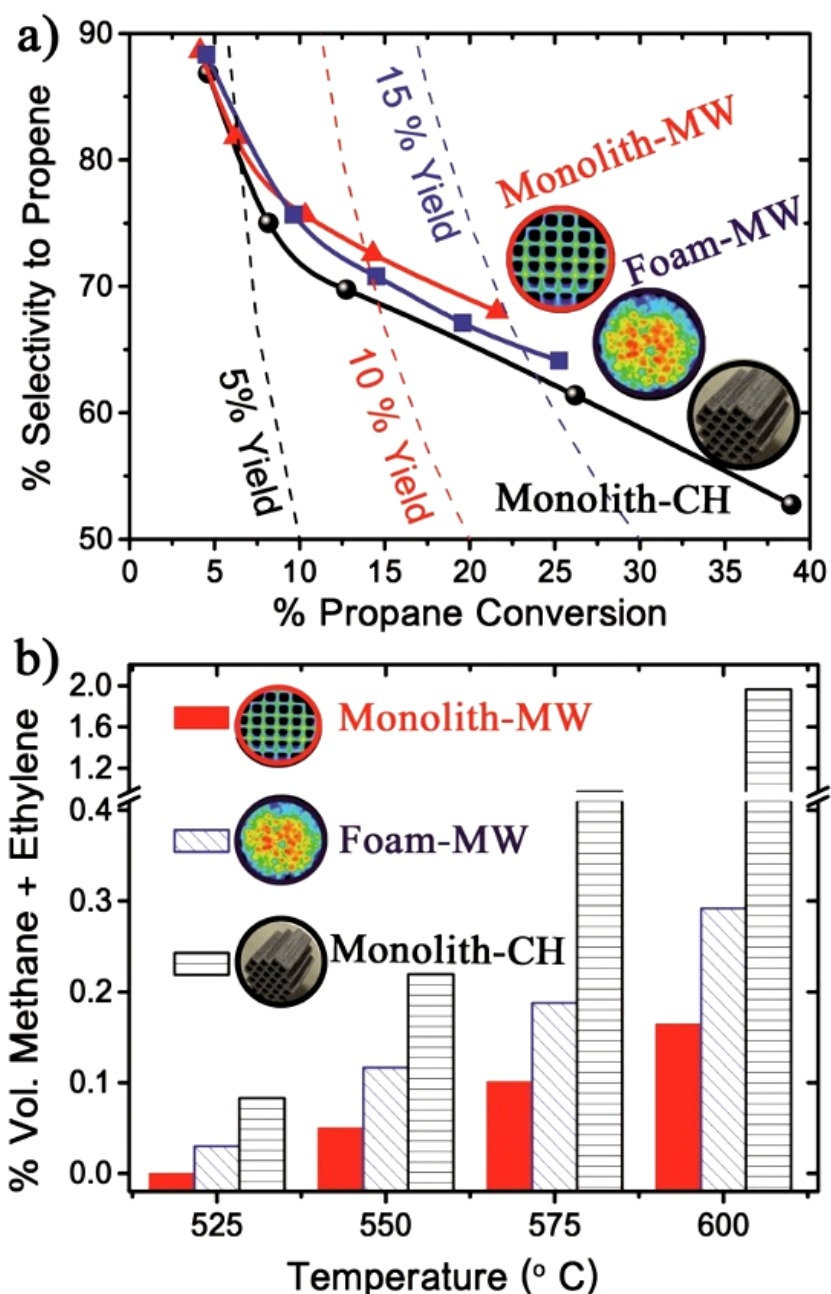 a)
% Selectivity to Propene
90
80
70
60
50
5% Yield
10 % Yield
15 % Yield
Monolith-MW
Foam-MW
Monolith-CH
0 5 10 15 20 25 30 35 40
% Propane Conversion
b)
% Vol. Methane + Ethylene
2.0
1.6
1.2
0.4
0.3
0.2
0.1
0.0
Monolith-MW
Foam-MW
Monolith-CH
525 550 575 600
Temperature (° C)